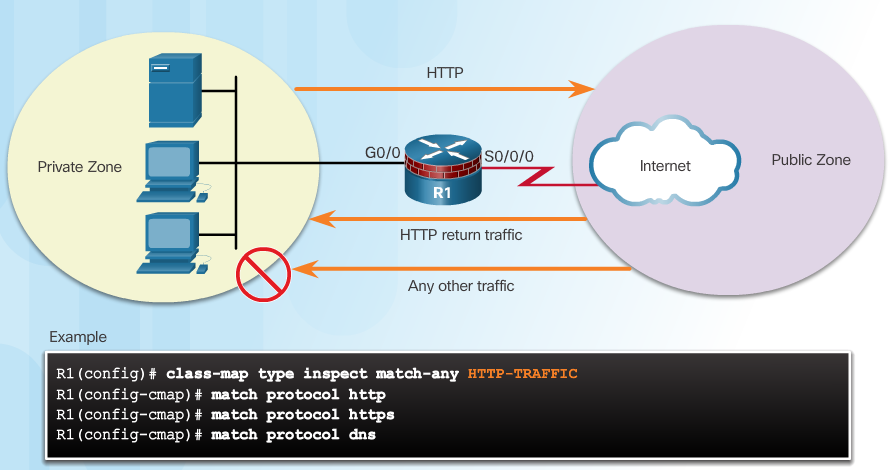 HTTP
Private Zone
G0/0
S0/0/0
R1
Internet
Public Zone
HTTP return traffic
Any other traffic
Example
R1(config)# class-map type inspect match-any HTTP-TRAFFIC
R1(config-cmap)# match protocol http
R1(config-cmap)# match protocol https
R1(config-cmap)# match protocol dns